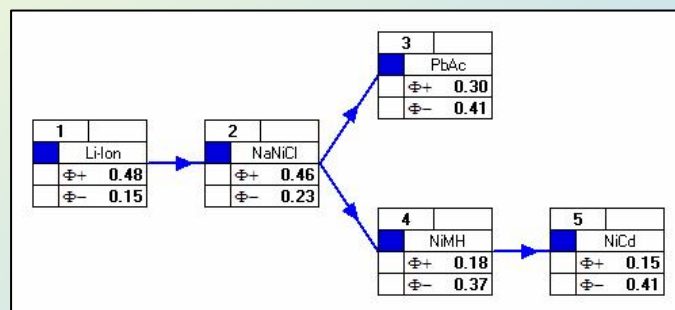 1
Li-Ion
Φ+ 0.48
Φ− 0.15
2
NaNiCl
Φ+ 0.46
Φ− 0.23
3
PbAc
Φ+ 0.30
Φ− 0.41
4
NiMH
Φ+ 0.18
Φ− 0.37
5
NiCd
Φ+ 0.15
Φ− 0.41